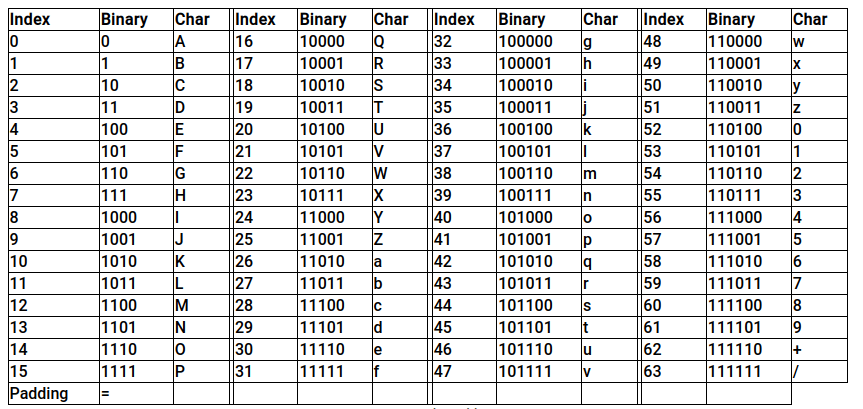 Index Binary Char Index Binary Char Index Binary Char Index Binary Char
0 0 A 16 10000 Q 32 100000 g 48 110000 w
1 1 B 17 10001 R 33 100001 h 49 110001 x
2 10 C 18 10010 S 34 100010 i 50 110010 y
3 11 D 19 10011 T 35 100011 j 51 110011 z
4 100 E 20 10100 U 36 100100 k 52 110100 0
5 101 F 21 10101 V 37 100101 l 53 110101 1
6 110 G 22 10110 W 38 100110 m 54 110110 2
7 111 H 23 10111 X 39 100111 n 55 110111 3
8 1000 I 24 11000 Y 40 101000 o 56 111000 4
9 1001 J 25 11001 Z 41 101001 p 57 111001 5
10 1010 K 26 11010 a 42 101010 q 58 111010 6
11 1011 L 27 11011 b 43 101011 r 59 111011 7
12 1100 M 28 11100 c 44 101100 s 60 111100 8
13 1101 N 29 11101 d 45 101101 t 61 111101 9
14 1110 O 30 11110 e 46 101110 u 62 111110 +
15 1111 P 31 11111 f 47 101111 v 63 111111 /
Padding =